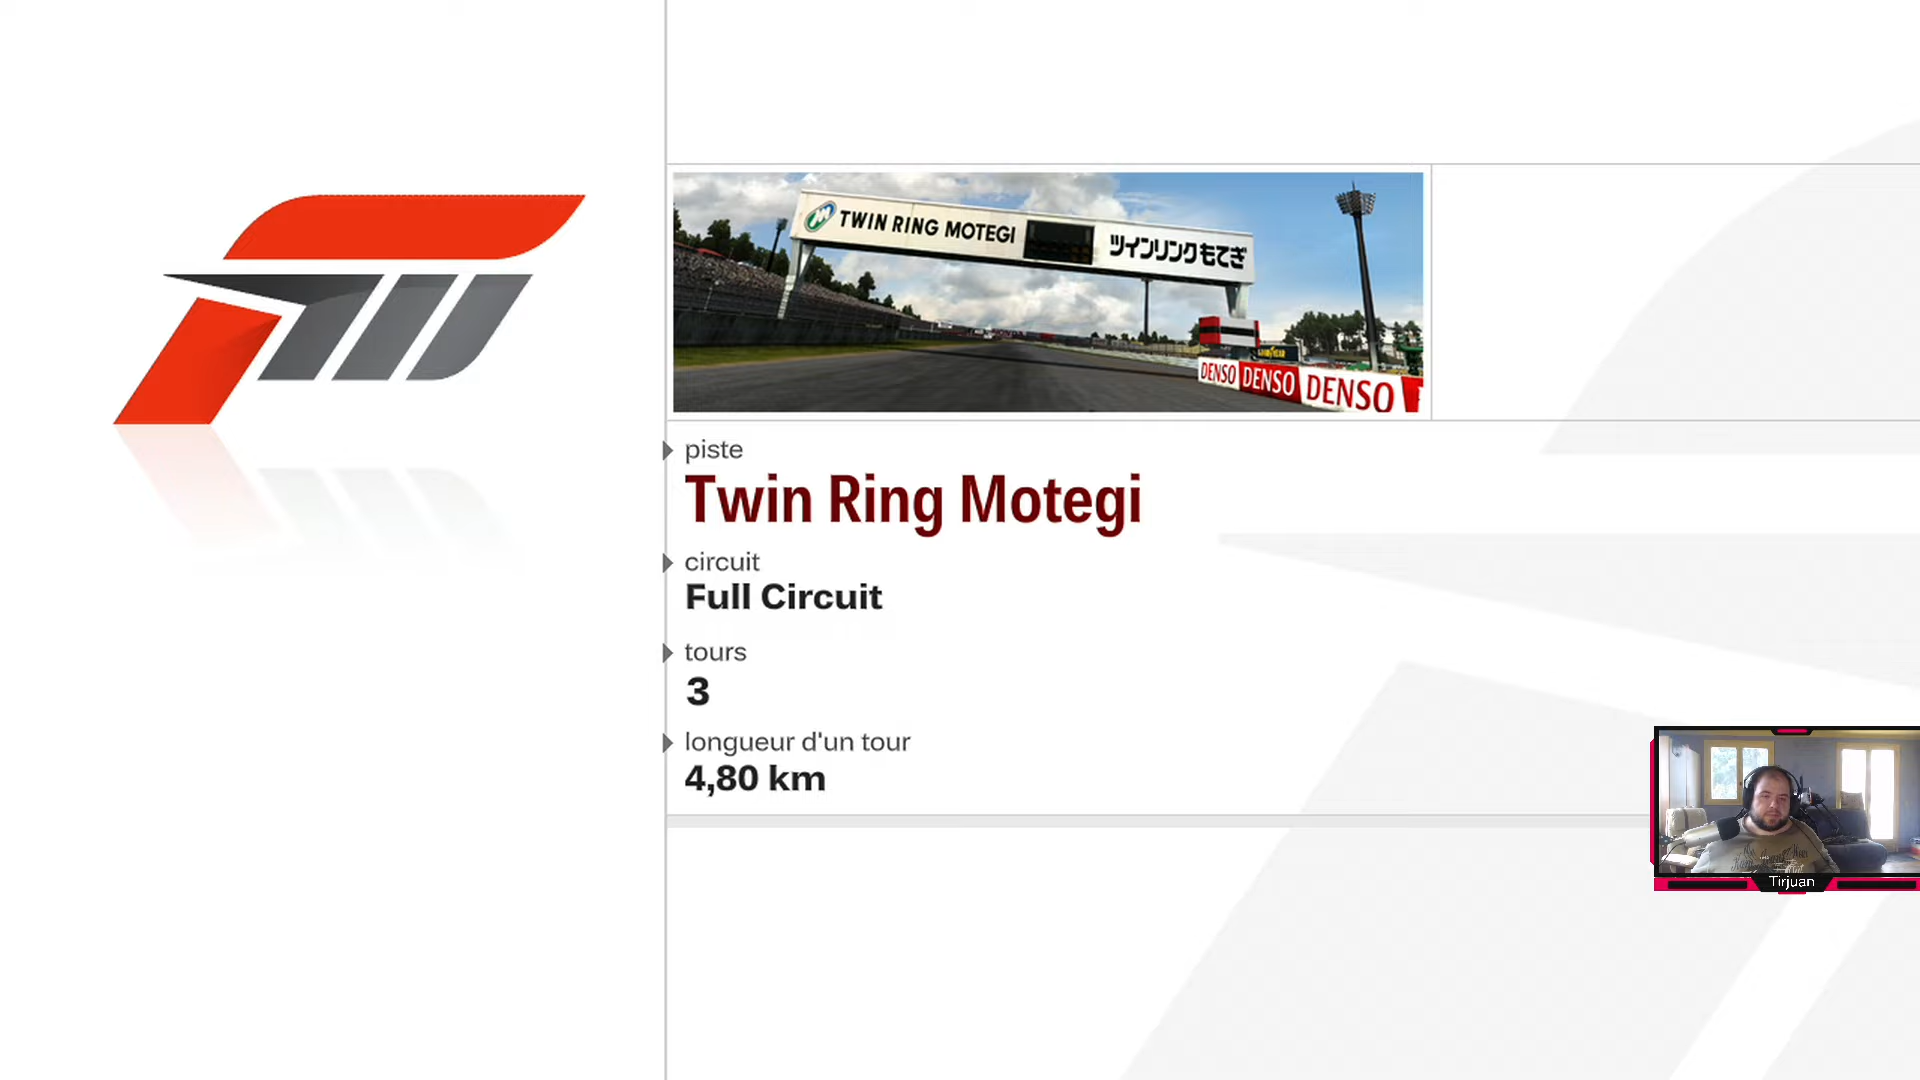 TWIN RING MOTEGI ツインリンクもてぎ
DENSO DENSO DENSO
piste
Twin Ring Motegi
circuit
Full Circuit
tours
3
longueur d'un tour
4,80 km
Tirjuan